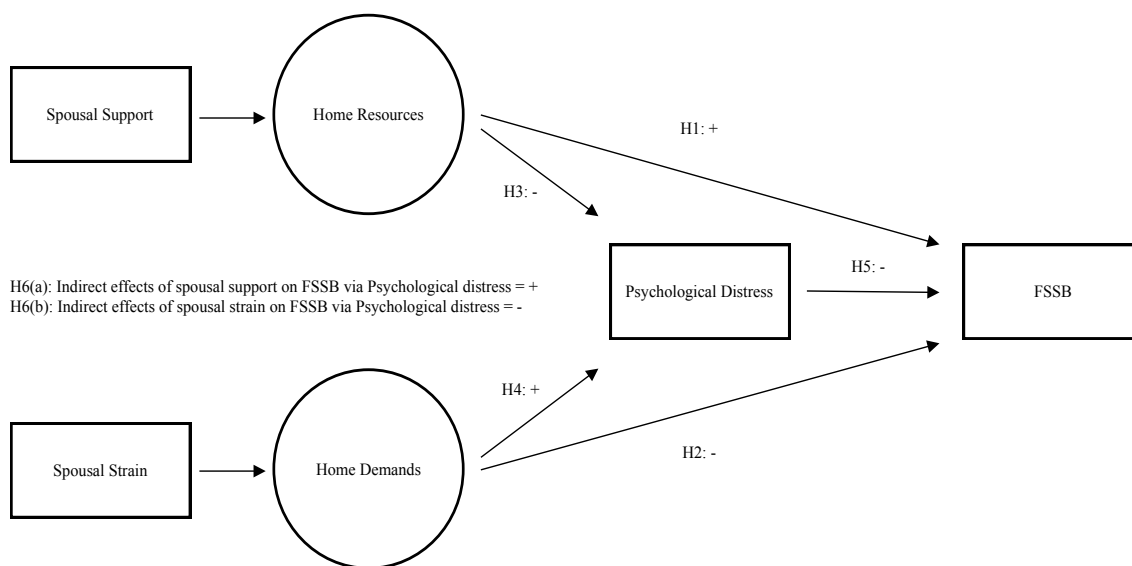 Spousal Support
Home Resources
H1: +
H3: -
H6(a): Indirect effects of spousal support on FSSB via Psychological distress = +
H6(b): Indirect effects of spousal strain on FSSB via Psychological distress = -
Psychological Distress
H5: -
FSSB
H4: +
H2: -
Spousal Strain
Home Demands